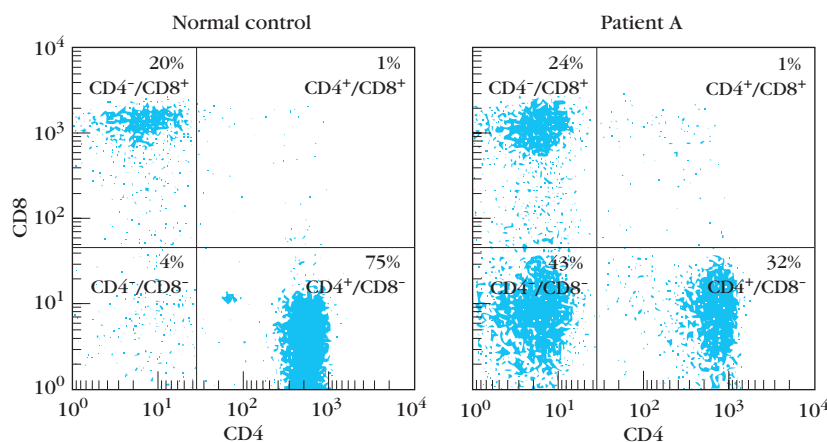 Normal control
Patient A
10⁴
20%
CD4⁻/CD8⁺
1%
CD4⁺/CD8⁺
24%
CD4⁻/CD8⁺
1%
CD4⁺/CD8⁺
10³
CD8
10²
4%
CD4⁻/CD8⁻
75%
CD4⁺/CD8⁻
43%
CD4⁻/CD8⁻
32%
CD4⁺/CD8⁻
10¹
10⁰
10⁰ 10¹ 10² 10³ 10⁴
10⁰ 10¹ 10² 10³ 10⁴
CD4
CD4